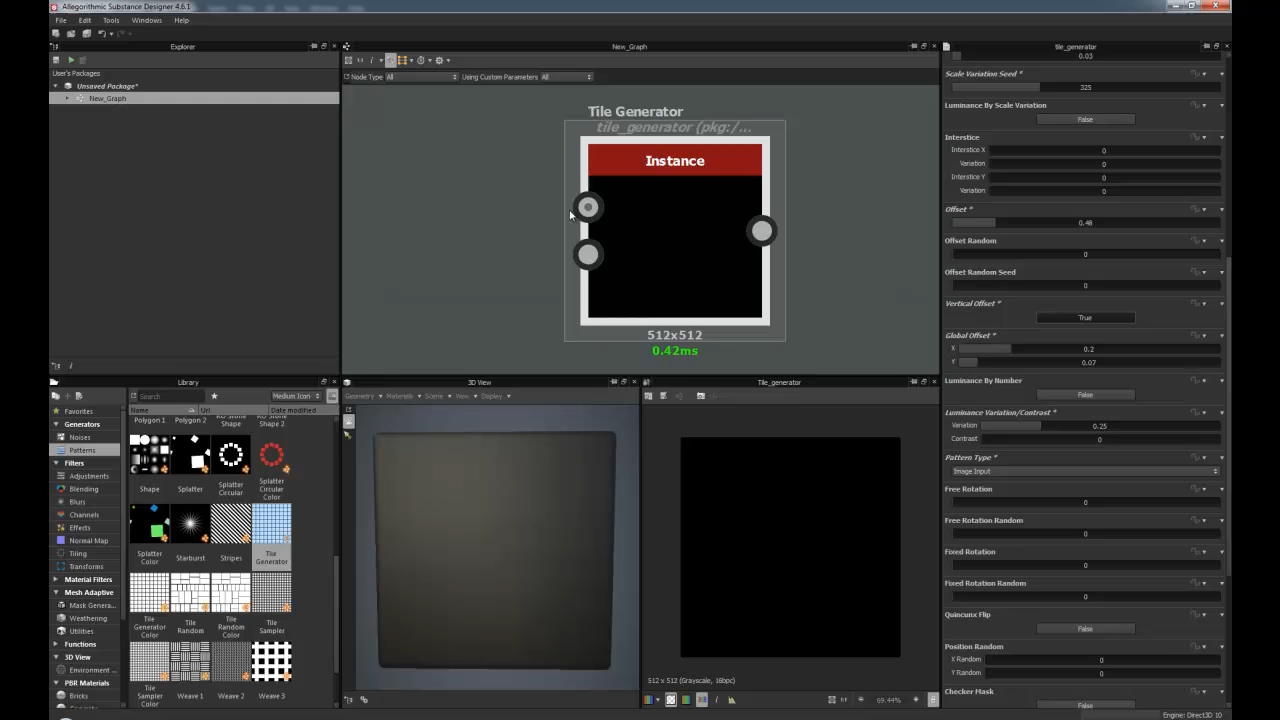 Allegorithmic Substance Designer 4.6.1
File Edit Tools Windows Help
Explorer
User's Packages
Unsaved Package*
New_Graph
New_Graph
Node Type All Using Custom Parameters All
Tile Generator
tile_generator (pkg:/...
Instance
512x512
0.42ms
Library
Search
Medium Icon
Name Url Date modified
Favorites
Generators
Noises
Patterns
Filters
Adjustments
Blending
Blurs
Channels
Effects
Normal Map
Tiling
Transforms
Material Filters
Mesh Adaptive
Mask Genera...
Weathering
Utilities
Functions
3D View
Environment ...
PBR Materials
Bricks
Polygon 1
Polygon 2
Shape
Shape 2
Shape
Splatter
Splatter Circular
Splatter Circular Color
Splatter Color
Starburst
Stripes
Tile Generator
Tile Generator Color
Tile Random
Tile Random Color
Tile Sampler
Tile Sampler Color
Weave 1
Weave 2
Weave 3
3D View
Geometry Materials Scene View Display
Tile_generator
512 x 512 (Grayscale, 16bpc)
69.44%
tile_generator
0.03
Scale Variation Seed *
325
Luminance By Scale Variation
False
Interstice
Interstice X 0
Variation 0
Interstice Y 0
Variation 0
Offset *
0.48
Offset Random
0
Offset Random Seed
0
Vertical Offset *
True
Global Offset *
X 0.2
Y 0.07
Luminance By Number
False
Luminance Variation/Contrast *
Variation 0.25
Contrast 0
Pattern Type *
Image Input
Free Rotation
0
Free Rotation Random
0
Fixed Rotation
0
Fixed Rotation Random
0
Quincunx Flip
False
Position Random
X Random 0
Y Random 0
Checker Mask
False
Engine: Direct3D 10